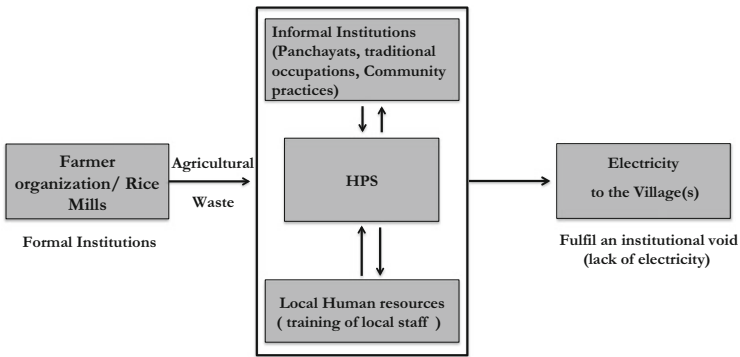 Informal Institutions
(Panchayats, traditional
occupations, Community
practices)
Farmer
organization/ Rice
Mills
Formal Institutions
Agricultural
Waste
HPS
Electricity
to the Village(s)
Fulfil an institutional void
(lack of electricity)
Local Human resources
( training of local staff  )